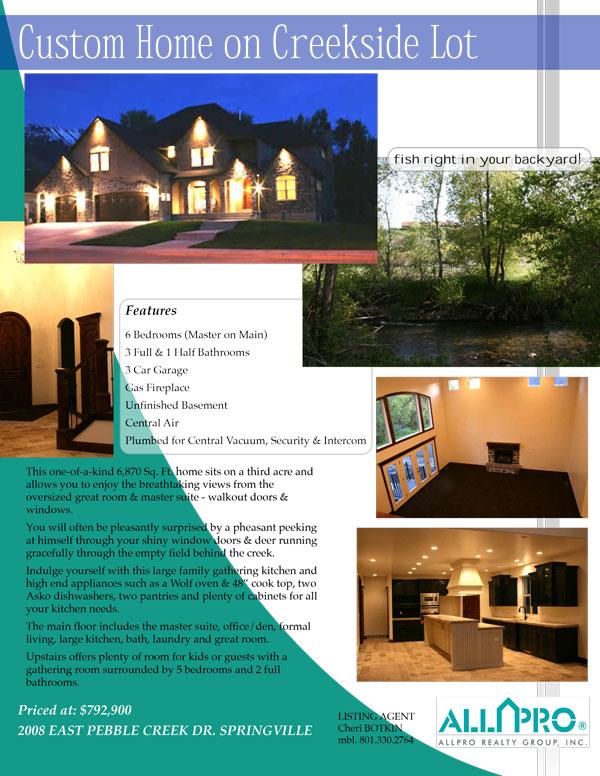 Custom Home on Creekside Lot
fish right in your backyard!
Features
6 Bedrooms (Master on Main)
3 Full & 1 Half Bathrooms
3 Car Garage
Gas Fireplace
Unfinished Basement
Central Air
Plumbed for Central Vacuum, Security & Intercom
This one-of-a-kind 6,870 Sq. Ft. home sits on a third acre and
allows you to enjoy the breathtaking views from the
oversized great room & master suite - walkout doors &
windows.
You will often be pleasantly surprised by a pheasant peeking
at himself through your shiny window doors & deer running
gracefully through the empty field behind the creek.
Indulge yourself with this large family gathering kitchen and
high end appliances such as a Wolf oven & 48" cook top, two
Asko dishwashers, two pantries and plenty of cabinets for all
your kitchen needs.
The main floor includes the master suite, office/den, formal
living, large kitchen, bath, laundry and great room.
Upstairs offers plenty of room for kids or guests with a
gathering room surrounded by 5 bedrooms and 2 full
bathrooms.
Priced at: $792,900
2008 EAST PEBBLE CREEK DR. SPRINGVILLE
LISTING AGENT
Cheri BOTKIN
mbl. 801.330.2764
ALLPRO®
ALLPRO REALTY GROUP, INC.